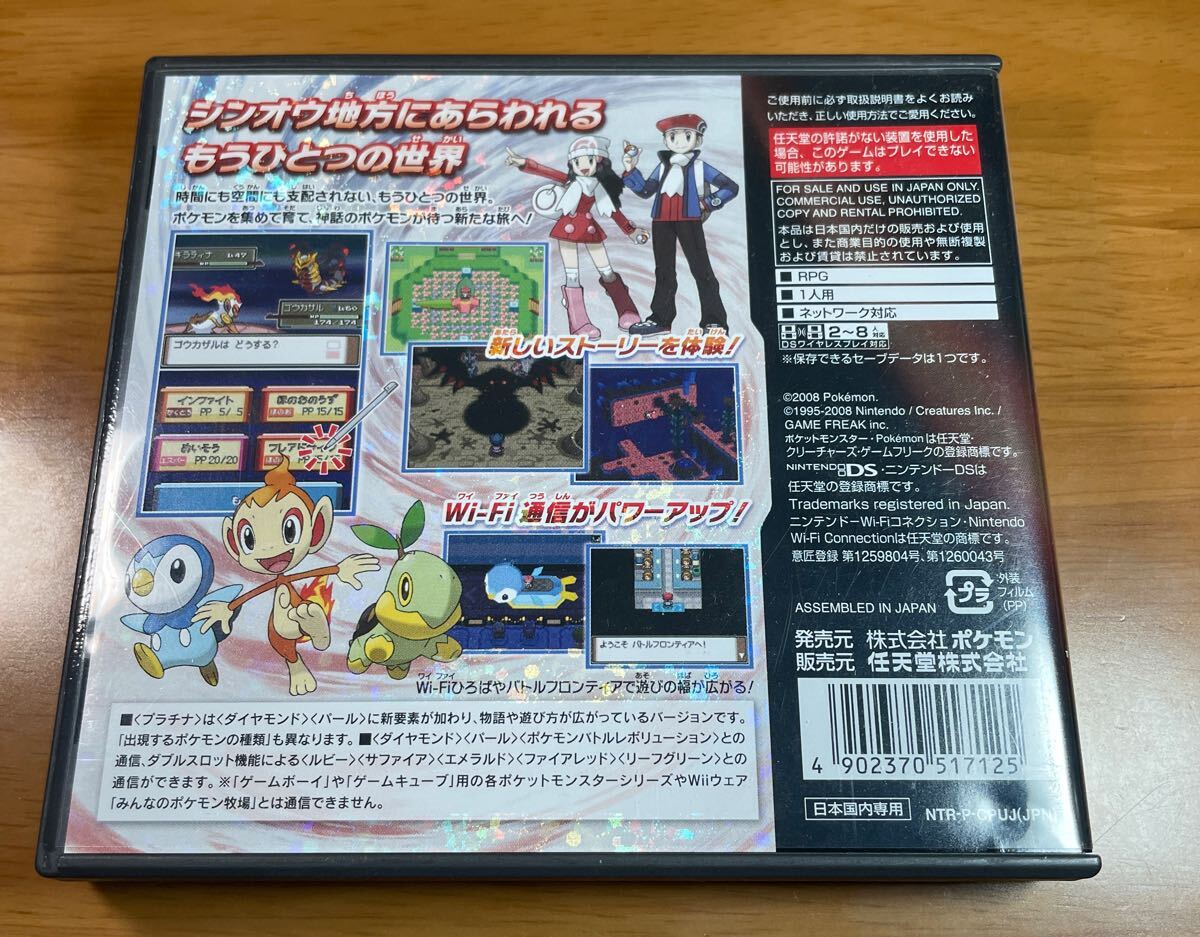 シンオウ地方にあらわれる
もうひとつの世界
時間にも空間にも支配されない、もうひとつの世界。
ポケモンを集めて育て、神話のポケモンが待つ新たな旅へ!
ギラティナ Lv47
ゴウカザル Lv60
HP
174/174
ゴウカザルは どうする?
インファイト
かくとう PP 5/5
ほのおのうず
ほのお PP 15/15
めいそう
エスパー PP 20/20
新しいストーリーを体験!
Wi-Fi通信がパワーアップ!
ようこそ バトルフロンティアへ!
Wi-Fiひろばやバトルフロンティアで遊びの幅が広がる!
■〈プラチナ〉は〈ダイヤモンド〉〈パール〉に新要素が加わり、物語や遊び方が広がっているバージョンです。
「出現するポケモンの種類」も異なります。■〈ダイヤモンド〉〈パール〉〈ポケモンバトルレボリューション〉との
通信、ダブルスロット機能による〈ルビー〉〈サファイア〉〈エメラルド〉〈ファイアレッド〉〈リーフグリーン〉との
通信ができます。※「ゲームボーイ」や「ゲームキューブ」用の各ポケットモンスターシリーズやWiiウェア
「みんなのポケモン牧場」とは通信できません。
ご使用前に必ず取扱説明書をよくお読み
いただき、正しい使用方法でご愛用ください。
任天堂の許諾がない装置を使用した
場合、このゲームはプレイできない
可能性があります。
FOR SALE AND USE IN JAPAN ONLY.
COMMERCIAL USE, UNAUTHORIZED
COPY AND RENTAL PROHIBITED.
本品は日本国内だけの販売および使用
とし、また商業目的の使用や無断複製
および賃貸は禁止されています。
■ RPG
■ 1人用
■ ネットワーク対応
2～8人対応
DSワイヤレスプレイ対応
※保存できるセーブデータは1つです。
©2008 Pokémon.
©1995-2008 Nintendo / Creatures Inc. /
GAME FREAK inc.
ポケットモンスター・Pokémonは任天堂・
クリーチャーズ・ゲームフリークの登録商標です。
NINTENDO DS・ニンテンドーDSは
任天堂の登録商標です。
Trademarks registered in Japan.
ニンテンドーWi-Fiコネクション・Nintendo
Wi-Fi Connectionは任天堂の商標です。
意匠登録 第1259804号、第1260043号
ASSEMBLED IN JAPAN
プラ
外装
フィルム
(PP)
発売元 株式会社ポケモン
販売元 任天堂株式会社
4 902370 517125
日本国内専用
NTR-P-CPUJ(JPN)